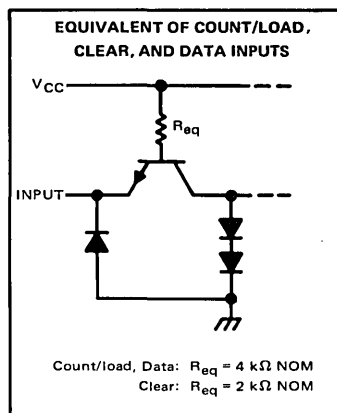 EQUIVALENT OF COUNT/LOAD,
CLEAR, AND DATA INPUTS
VCC
Req
INPUT
Count/load, Data: Req = 4 kΩ NOM
Clear: Req = 2 kΩ NOM